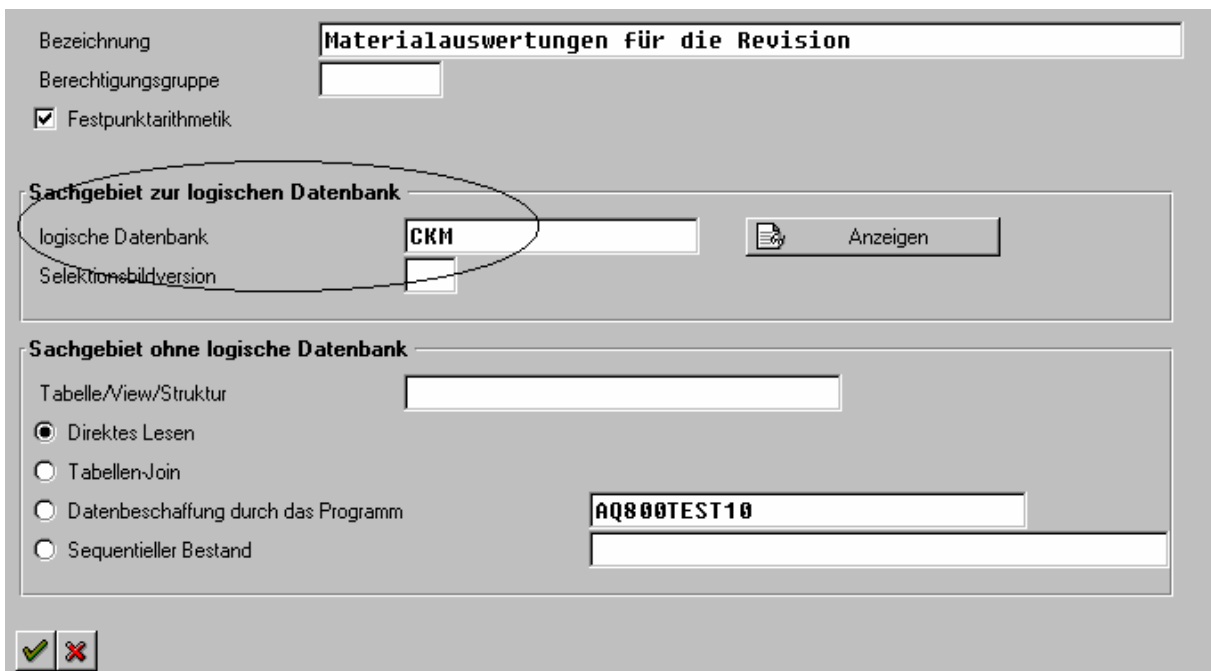 Bezeichnung Materialauswertungen für die Revision
Berechtigungsgruppe
Festpunktarithmetik
Sachgebiet zur logischen Datenbank
logische Datenbank CKM Anzeigen
Selektionsbildversion
Sachgebiet ohne logische Datenbank
Tabelle/View/Struktur
Direktes Lesen
Tabellen-Join
Datenbeschaffung durch das Programm AQ800TEST10
Sequentieller Bestand